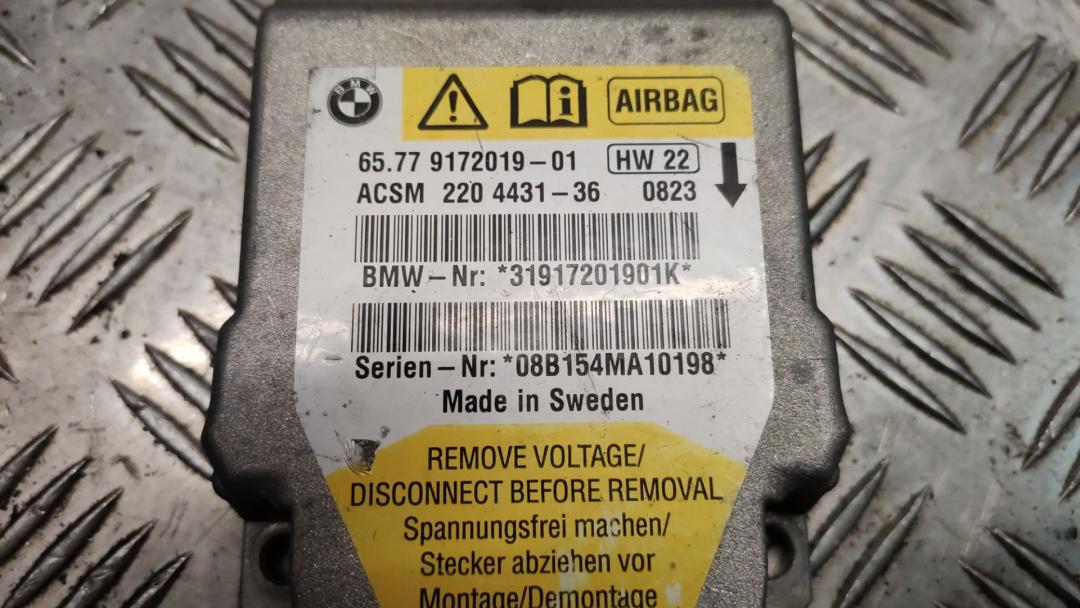 BMW
AIRBAG
65.77 9172019-01 HW 22
ACSM 220 4431-36 0823
BMW-Nr: *31917201901K*
Serien-Nr: *08B154MA10198*
Made in Sweden
REMOVE VOLTAGE/
DISCONNECT BEFORE REMOVAL
Spannungsfrei machen/
Stecker abziehen vor
Montage/Demontage